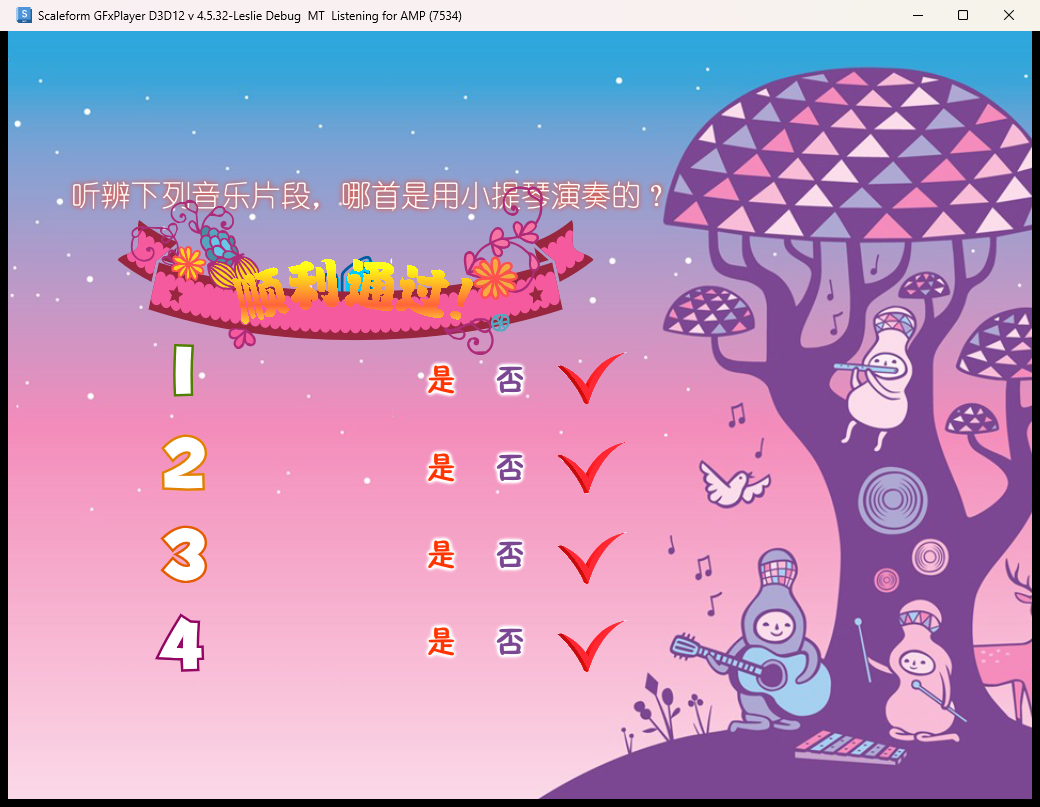 Scaleform GFxPlayer D3D12 v 4.5.32-Leslie Debug  MT  Listening for AMP (7534)
听辨下列音乐片段，哪首是用小提琴演奏的？
顺利通过！
1 是 否
2 是 否
3 是 否
4 是 否